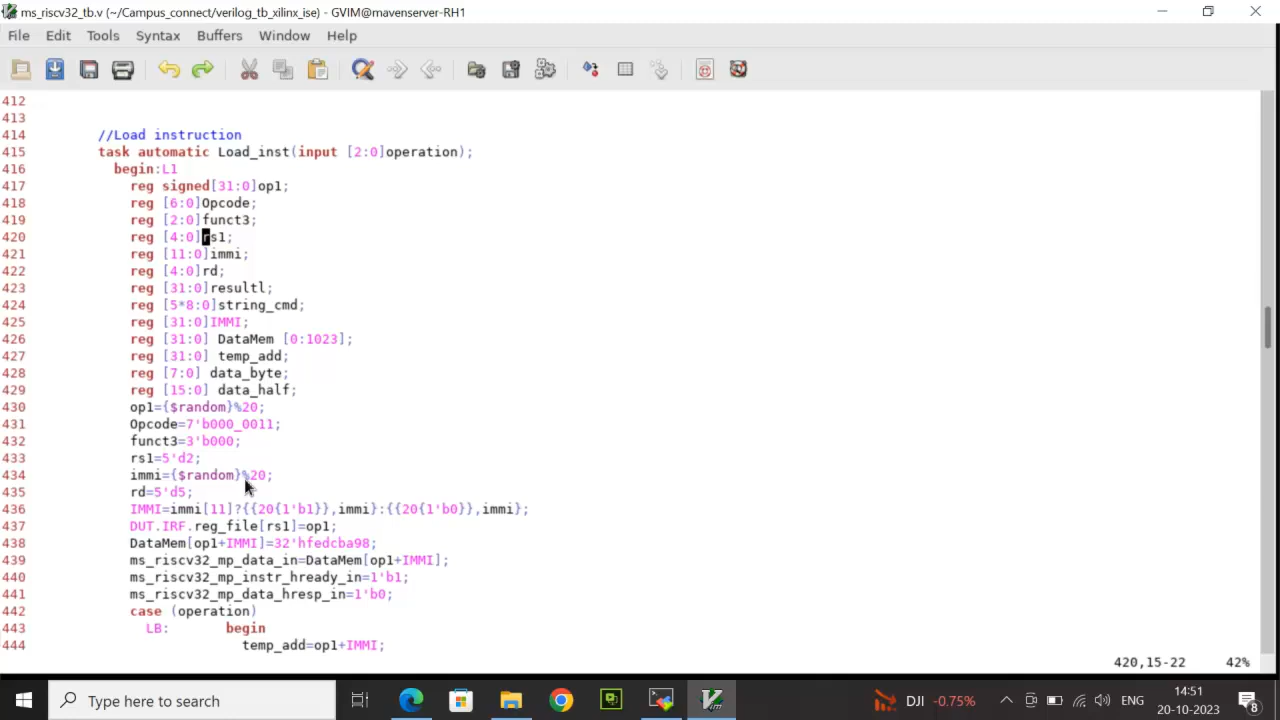 ms_riscv32_tb.v (~/Campus_connect/verilog_tb_xilinx_ise) - GVIM@mavenserver-RH1
File Edit Tools Syntax Buffers Window Help
412
413
414 //Load instruction
415 task automatic Load_inst(input [2:0]operation);
416 begin:L1
417 reg signed[31:0]op1;
418 reg [6:0]Opcode;
419 reg [2:0]funct3;
420 reg [4:0]rs1;
421 reg [11:0]immi;
422 reg [4:0]rd;
423 reg [31:0]resultl;
424 reg [5*8:0]string_cmd;
425 reg [31:0]IMMI;
426 reg [31:0] DataMem [0:1023];
427 reg [31:0] temp_add;
428 reg [7:0] data_byte;
429 reg [15:0] data_half;
430 op1={$random}%20;
431 Opcode=7'b000_0011;
432 funct3=3'b000;
433 rs1=5'd2;
434 immi={$random}%20;
435 rd=5'd5;
436 IMMI=immi[11]?{{20{1'b1}},immi}:{{20{1'b0}},immi};
437 DUT.IRF.reg_file[rs1]=op1;
438 DataMem[op1+IMMI]=32'hfedcba98;
439 ms_riscv32_mp_data_in=DataMem[op1+IMMI];
440 ms_riscv32_mp_instr_hready_in=1'b1;
441 ms_riscv32_mp_data_hresp_in=1'b0;
442 case (operation)
443 LB: begin
444 temp_add=op1+IMMI;
420,15-22 42%
Type here to search
DJI -0.75%
ENG
14:51
20-10-2023
8